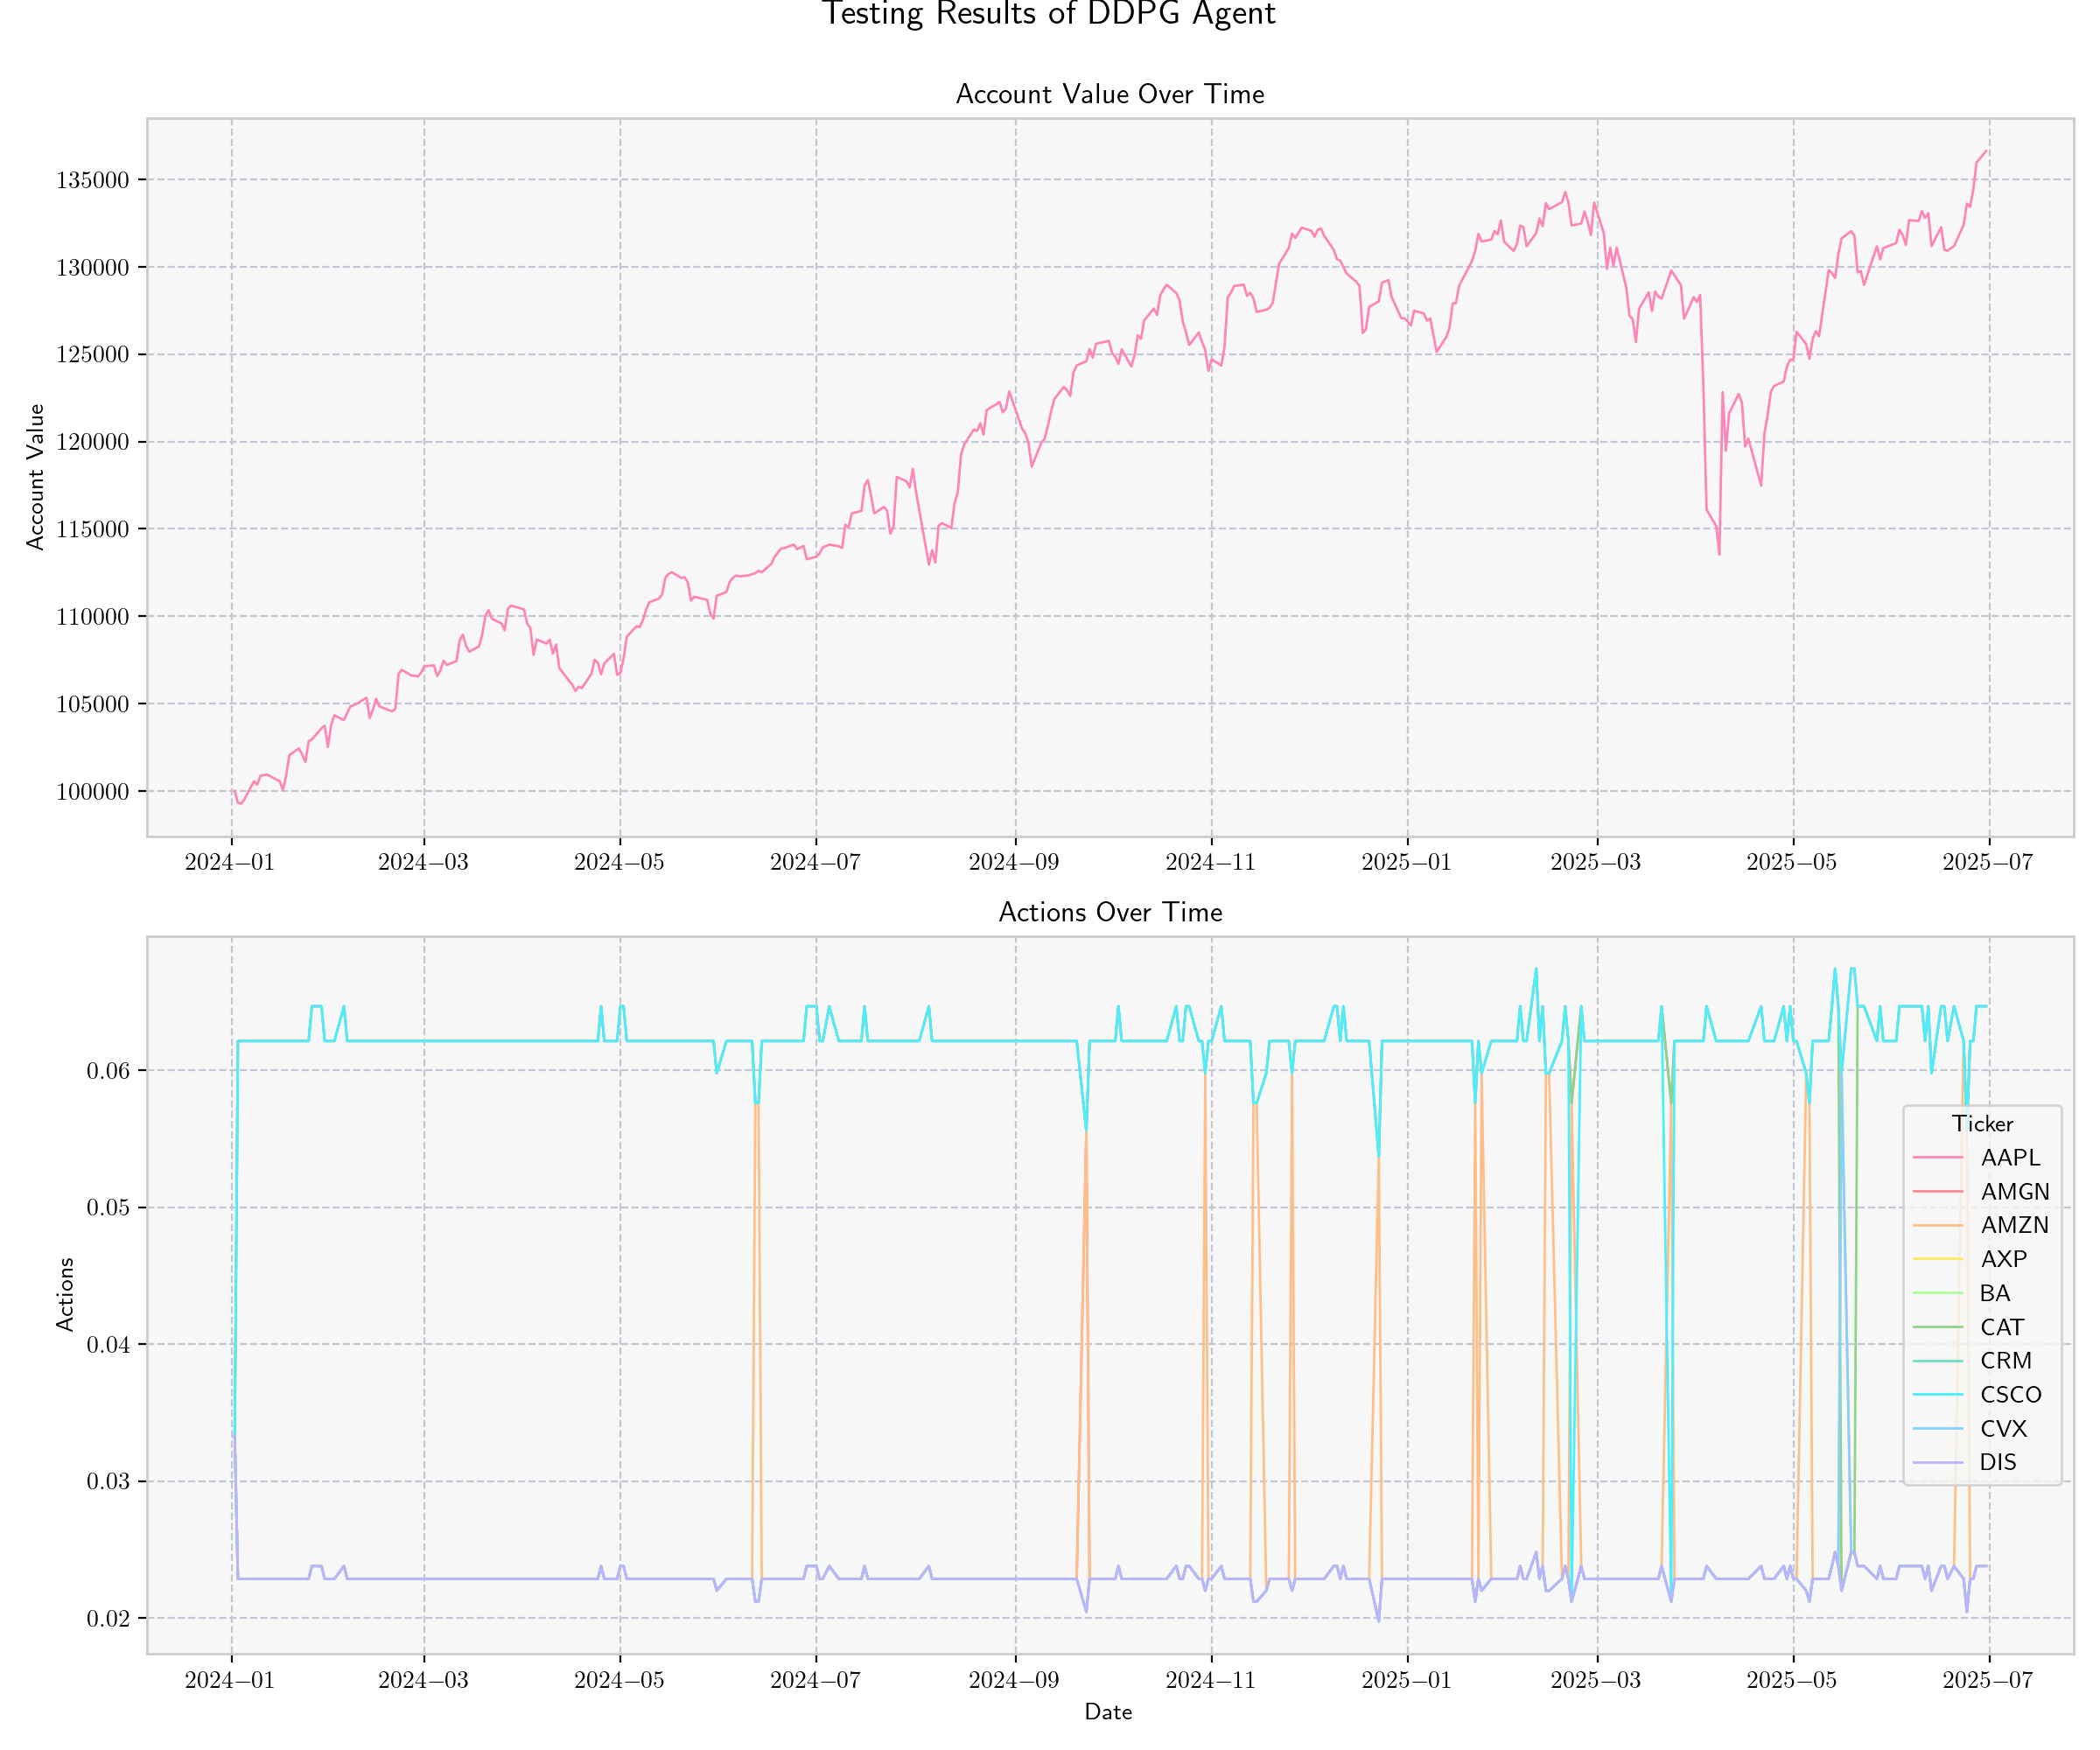 Testing Results of DDPG Agent
Account Value Over Time
Account Value
135000
130000
125000
120000
115000
110000
105000
100000
2024−01 2024−03 2024−05 2024−07 2024−09 2024−11 2025−01 2025−03 2025−05 2025−07
Actions Over Time
Actions
0.06
0.05
0.04
0.03
0.02
Ticker
AAPL
AMGN
AMZN
AXP
BA
CAT
CRM
CSCO
CVX
DIS
2024−01 2024−03 2024−05 2024−07 2024−09 2024−11 2025−01 2025−03 2025−05 2025−07
Date